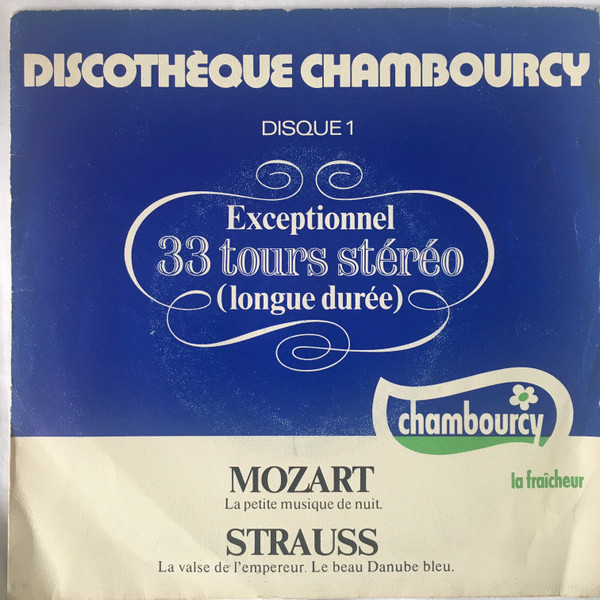 DISCOTHÈQUE CHAMBOURCY
DISQUE 1
Exceptionnel
33 tours stéréo
(longue durée)
chambourcy
la fraîcheur
MOZART
La petite musique de nuit.
STRAUSS
La valse de l'empereur. Le beau Danube bleu.